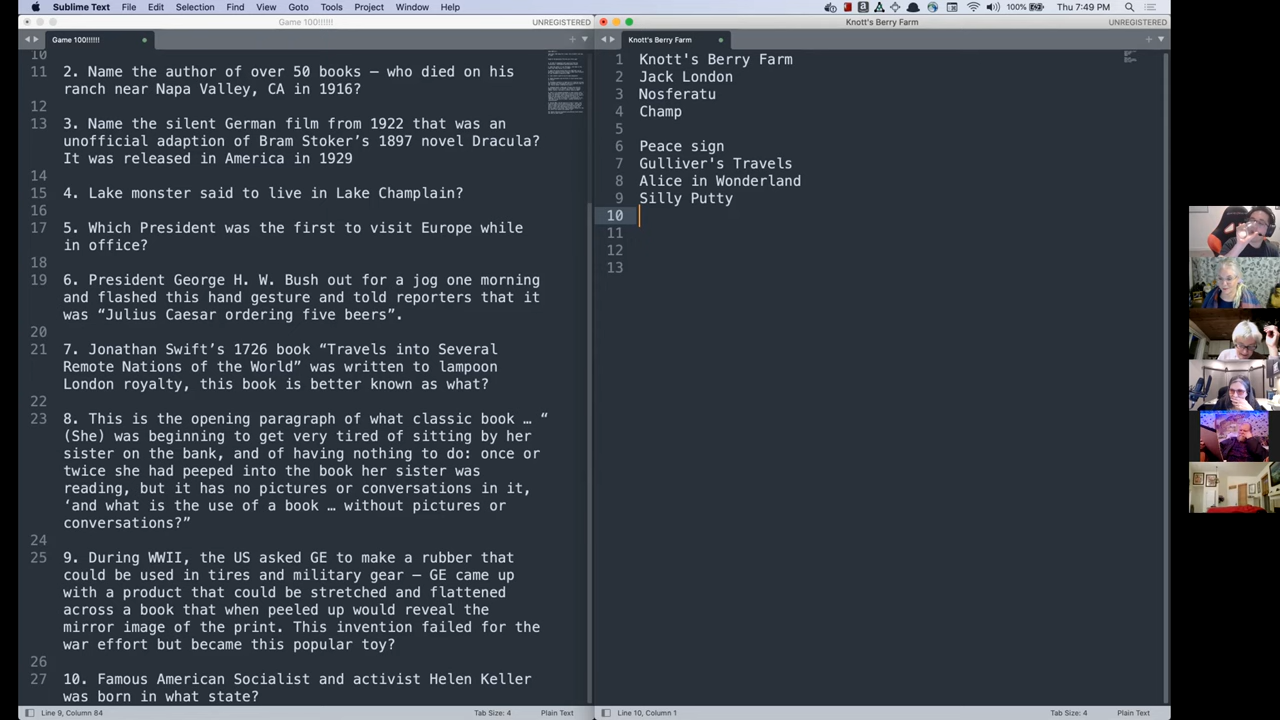 Sublime Text File Edit Selection Find View Goto Tools Project Window Help
100% Thu 7:49 PM
Game 100!!!!!! UNREGISTERED
Game 100!!!!!!
10
11 2. Name the author of over 50 books – who died on his
ranch near Napa Valley, CA in 1916?
12
13 3. Name the silent German film from 1922 that was an
unofficial adaption of Bram Stoker's 1897 novel Dracula?
It was released in America in 1929
14
15 4. Lake monster said to live in Lake Champlain?
16
17 5. Which President was the first to visit Europe while
in office?
18
19 6. President George H. W. Bush out for a jog one morning
and flashed this hand gesture and told reporters that it
was “Julius Caesar ordering five beers”.
20
21 7. Jonathan Swift’s 1726 book “Travels into Several
Remote Nations of the World” was written to lampoon
London royalty, this book is better known as what?
22
23 8. This is the opening paragraph of what classic book … “
(She) was beginning to get very tired of sitting by her
sister on the bank, and of having nothing to do: once or
twice she had peeped into the book her sister was
reading, but it has no pictures or conversations in it,
‘and what is the use of a book … without pictures or
conversations?”
24
25 9. During WWII, the US asked GE to make a rubber that
could be used in tires and military gear – GE came up
with a product that could be stretched and flattened
across a book that when peeled up would reveal the
mirror image of the print. This invention failed for the
war effort but became this popular toy?
26
27 10. Famous American Socialist and activist Helen Keller
was born in what state?
Line 9, Column 84 Tab Size: 4 Plain Text
Knott's Berry Farm UNREGISTERED
Knott's Berry Farm
1 Knott's Berry Farm
2 Jack London
3 Nosferatu
4 Champ
5
6 Peace sign
7 Gulliver's Travels
8 Alice in Wonderland
9 Silly Putty
10
11
12
13
Line 10, Column 1 Tab Size: 4 Plain Text